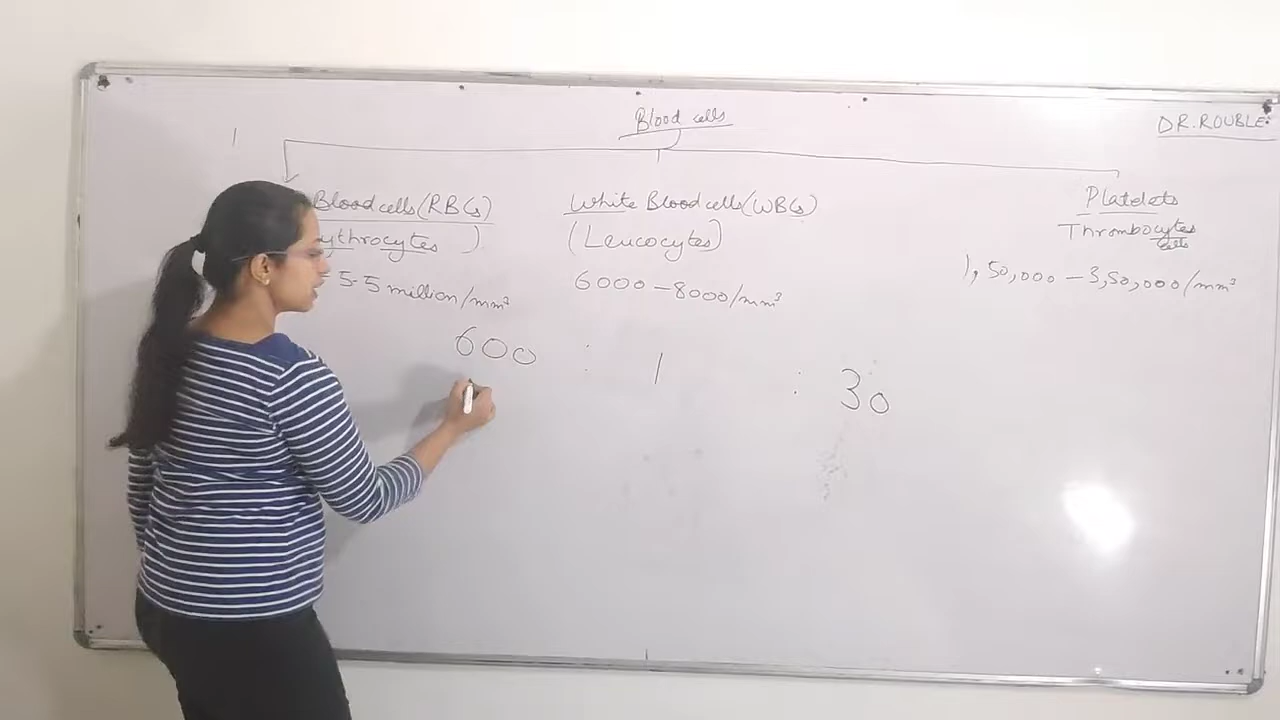 Blood cells
DR. ROUBLE
Blood cells (RBCs)
ythrocytes )
5.5 million/mm³
White Blood cells (WBCs)
(Leucocytes)
6000 - 8000/mm³
Platelets
Thrombocytes
cells
1,50,000 - 3,50,000/mm³
600 : 1 : 30